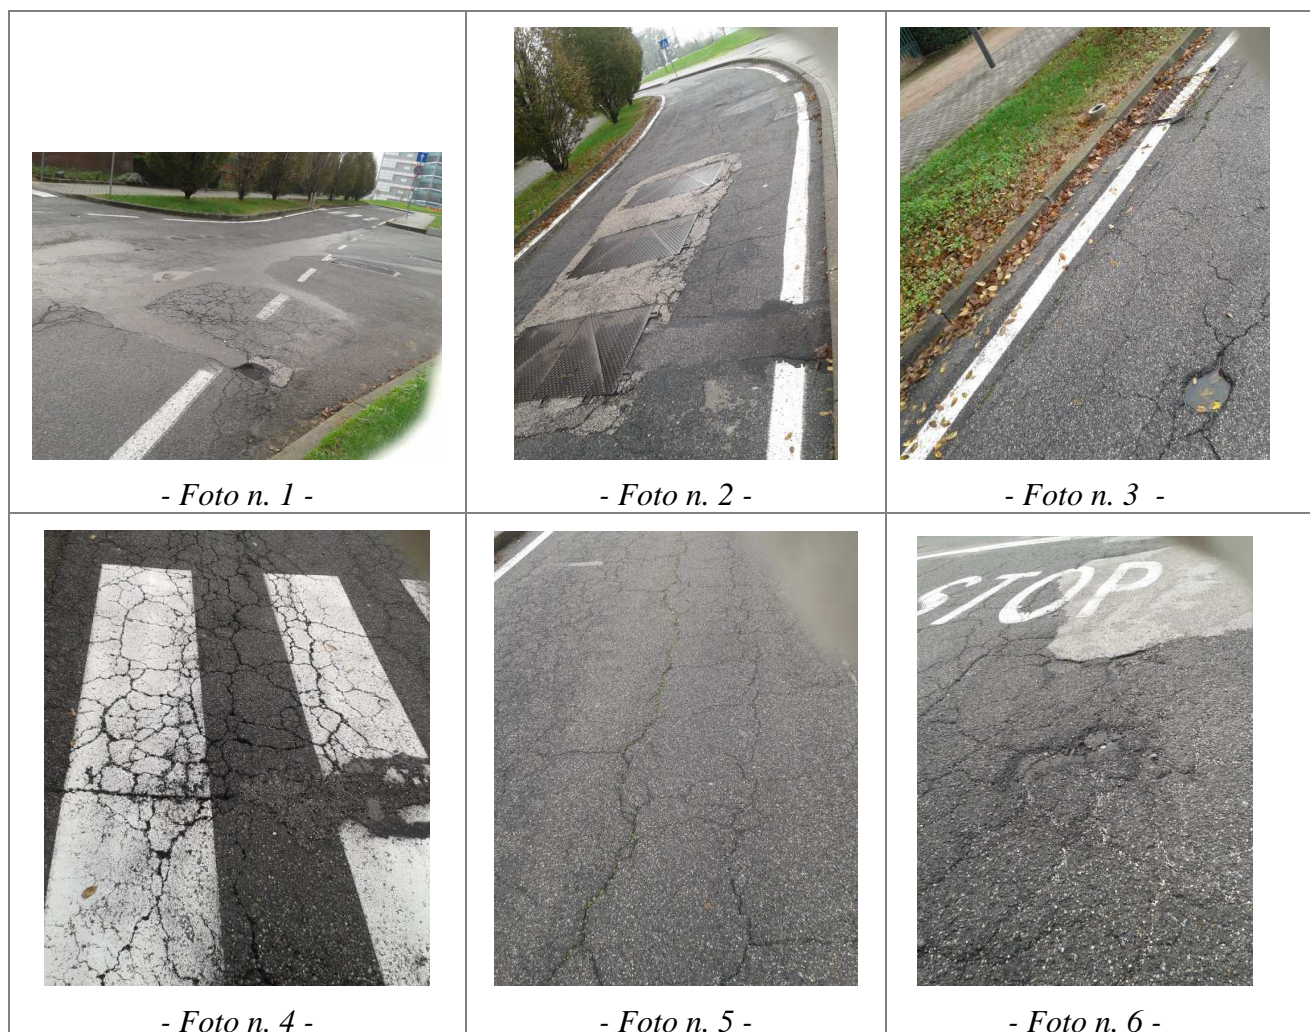 - Foto n. 1 -
- Foto n. 2 -
- Foto n. 3 -
STOP
- Foto n. 4 -
- Foto n. 5 -
- Foto n. 6 -